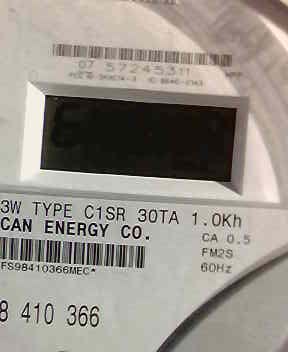 07 57245311
3W TYPE C1SR 30TA 1.0Kh
CAN ENERGY CO.
CA 0.5
FM2S
60Hz
FS98410366MEC*
8 410 366